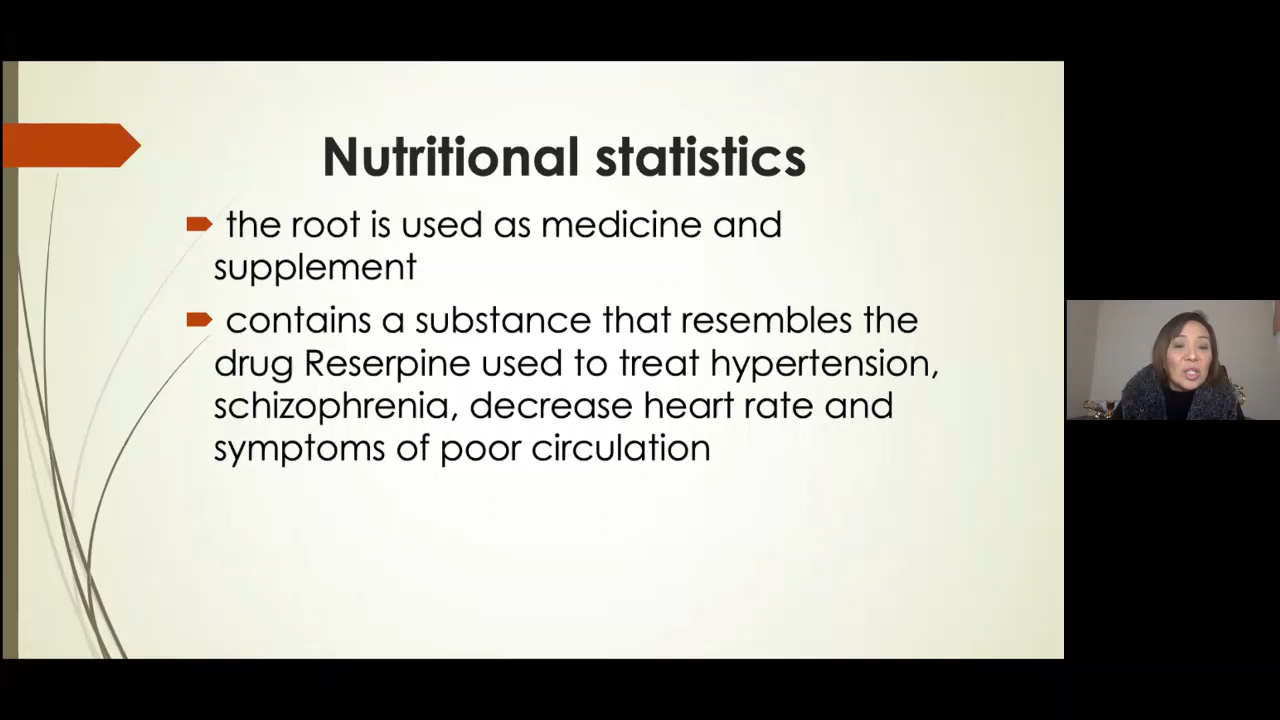 Nutritional statistics
the root is used as medicine and
supplement
contains a substance that resembles the
drug Reserpine used to treat hypertension,
schizophrenia, decrease heart rate and
symptoms of poor circulation